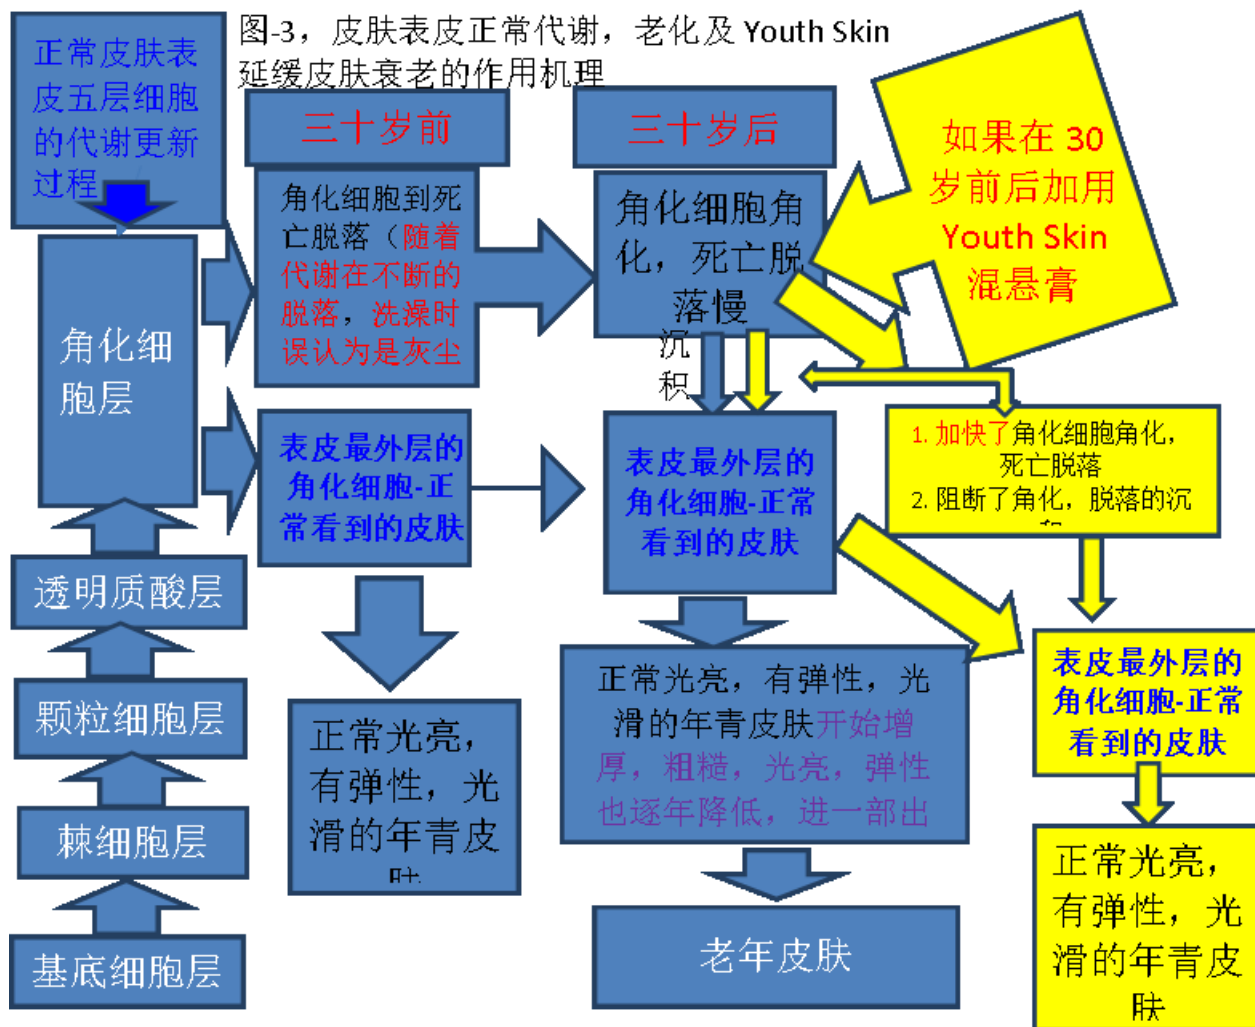 图-3，皮肤表皮正常代谢，老化及 Youth Skin
延缓皮肤衰老的作用机理
正常皮肤表
皮五层细胞
的代谢更新
过程
角化细
胞层
透明质酸层
颗粒细胞层
棘细胞层
基底细胞层
三十岁前
角化细胞到死
亡脱落（随着
代谢在不断的
脱落，洗澡时
误认为是灰尘
表皮最外层的
角化细胞-正
常看到的皮肤
正常光亮，
有弹性，光
滑的年青皮
三十岁后
角化细胞角
化，死亡脱
落慢
沉
积
表皮最外层的
角化细胞-正常
看到的皮肤
正常光亮，有弹性，光
滑的年青皮肤开始增
厚，粗糙，光亮，弹性
也逐年降低，进一部出
老年皮肤
如果在 30
岁前后加用
Youth Skin
混悬膏
1. 加快了角化细胞角化，
死亡脱落
2. 阻断了角化，脱落的沉
表皮最外层的
角化细胞-正常
看到的皮肤
正常光亮，
有弹性，光
滑的年青皮
肤